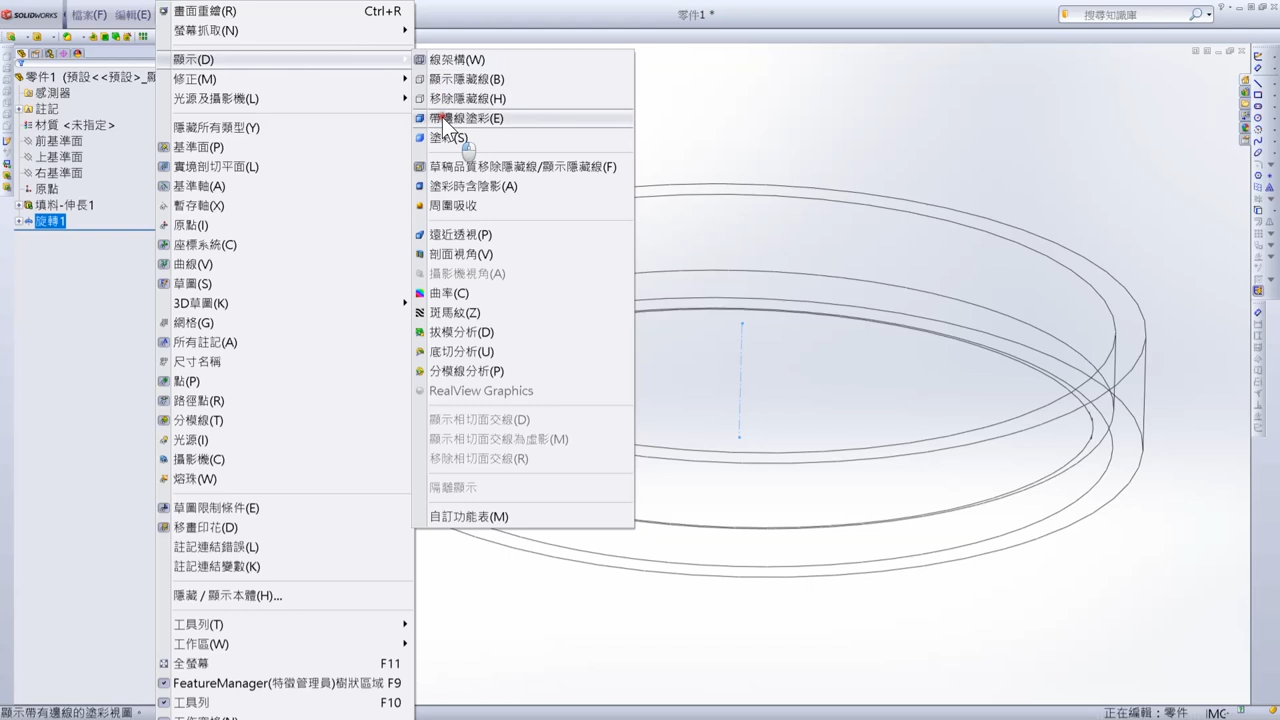 SOLIDWORKS
檔案(F)
編輯(E)
零件1 *
搜尋知識庫
零件1 (預設<<預設>_顯
感測器
註記
材質 <未指定>
前基準面
上基準面
右基準面
原點
填料-伸長1
旋轉1
畫面重繪(R) Ctrl+R
螢幕抓取(N)
顯示(D)
修正(M)
光源及攝影機(L)
隱藏所有類型(Y)
基準面(P)
實境剖切平面(L)
基準軸(A)
暫存軸(X)
原點(I)
座標系統(C)
曲線(V)
草圖(S)
3D草圖(K)
網格(G)
所有註記(A)
尺寸名稱
點(P)
路徑點(R)
分模線(T)
光源(I)
攝影機(C)
熔珠(W)
草圖限制條件(E)
移畫印花(D)
註記連結錯誤(L)
註記連結變數(K)
隱藏 / 顯示本體(H)...
工具列(T)
工作區(W)
全螢幕 F11
FeatureManager(特徵管理員)樹狀區域 F9
工具列 F10
線架構(W)
顯示隱藏線(B)
移除隱藏線(H)
帶邊線塗彩(E)
塗彩(S)
草稿品質移除隱藏線/顯示隱藏線(F)
塗彩時含陰影(A)
周圍吸收
遠近透視(P)
剖面視角(V)
攝影機視角(A)
曲率(C)
斑馬紋(Z)
拔模分析(D)
底切分析(U)
分模線分析(P)
RealView Graphics
顯示相切面交線(D)
顯示相切面交線為虛影(M)
移除相切面交線(R)
隔離顯示
自訂功能表(M)
顯示帶有邊線的塗彩視圖。
正在編輯：零件